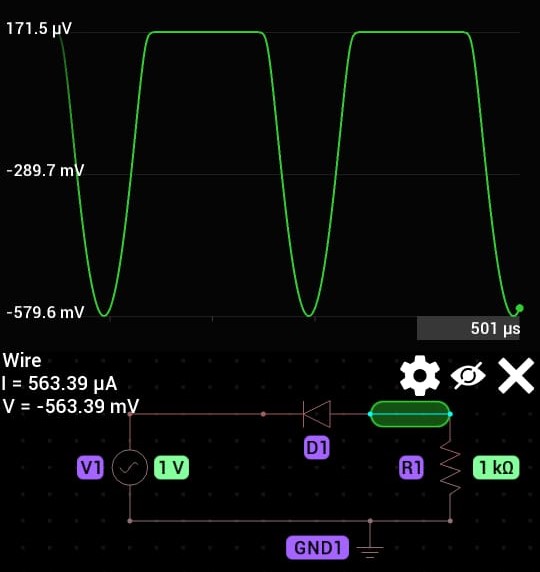 171.5 µV
-289.7 mV
-579.6 mV
501 µs
Wire
I = 563.39 µA
V = -563.39 mV
D1
V1
1 V
R1
1 kΩ
GND1